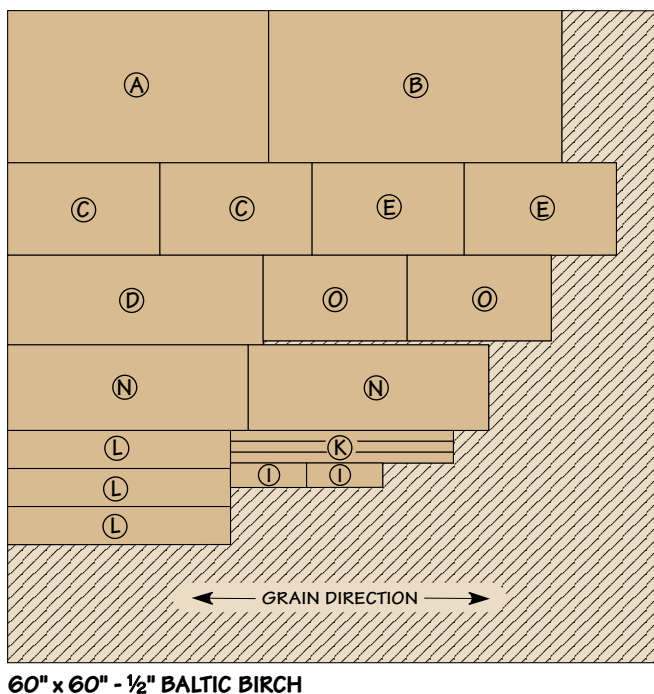 A B
C C E E
D O O
N N
L K
I I
L
L
GRAIN DIRECTION
60" x 60" - ½" BALTIC BIRCH